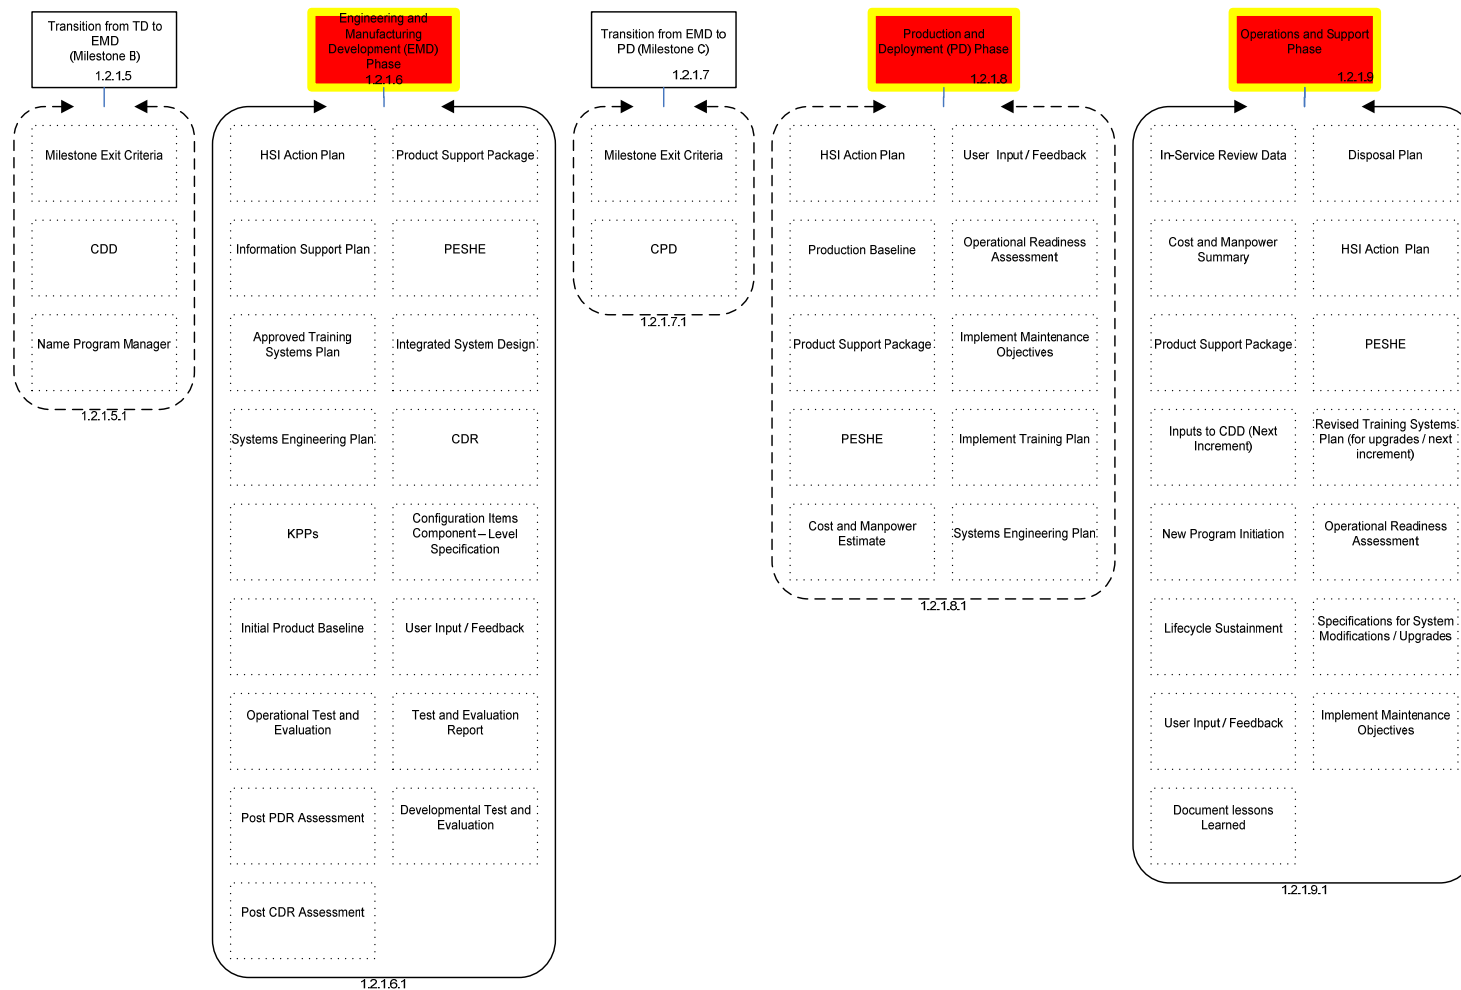 Transition from TD to
EMD
(Milestone B)
1.2.1.5
Milestone Exit Criteria
CDD
Name Program Manager
1.2.1.5.1
Engineering and
Manufacturing
Development (EMD)
Phase
1.2.1.6
HSI Action Plan
Product Support Package
Information Support Plan
PESHE
Approved Training
Systems Plan
Integrated System Design
Systems Engineering Plan
CDR
KPPs
Configuration Items
Component – Level
Specification
Initial Product Baseline
User Input / Feedback
Operational Test and
Evaluation
Test and Evaluation
Report
Post PDR Assessment
Developmental Test and
Evaluation
Post CDR Assessment
1.2.1.6.1
Transition from EMD to
PD (Milestone C)
1.2.1.7
Milestone Exit Criteria
CPD
1.2.1.7.1
Production and
Deployment (PD) Phase
1.2.1.8
HSI Action Plan
User Input / Feedback
Production Baseline
Operational Readiness
Assessment
Product Support Package
Implement Maintenance
Objectives
PESHE
Implement Training Plan
Cost and Manpower
Estimate
Systems Engineering Plan
1.2.1.8.1
Operations and Support
Phase
1.2.1.9
In-Service Review Data
Disposal Plan
Cost and Manpower
Summary
HSI Action Plan
Product Support Package
PESHE
Inputs to CDD (Next
Increment)
Revised Training Systems
Plan (for upgrades / next
increment)
New Program Initiation
Operational Readiness
Assessment
Lifecycle Sustainment
Specifications for System
Modifications / Upgrades
User Input / Feedback
Implement Maintenance
Objectives
Document lessons
Learned
1.2.1.9.1